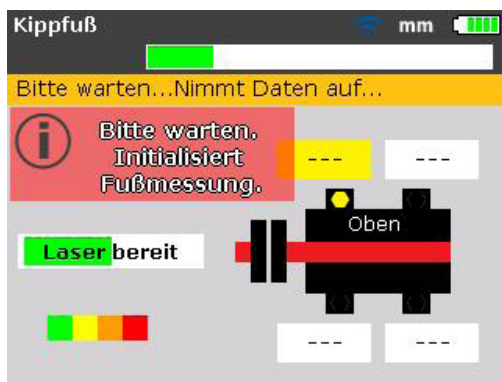 Kippfuß mm
Bitte warten...Nimmt Daten auf...
Bitte warten.
Initialisiert
Fußmessung.
--- ---
Oben
Laser bereit
--- ---